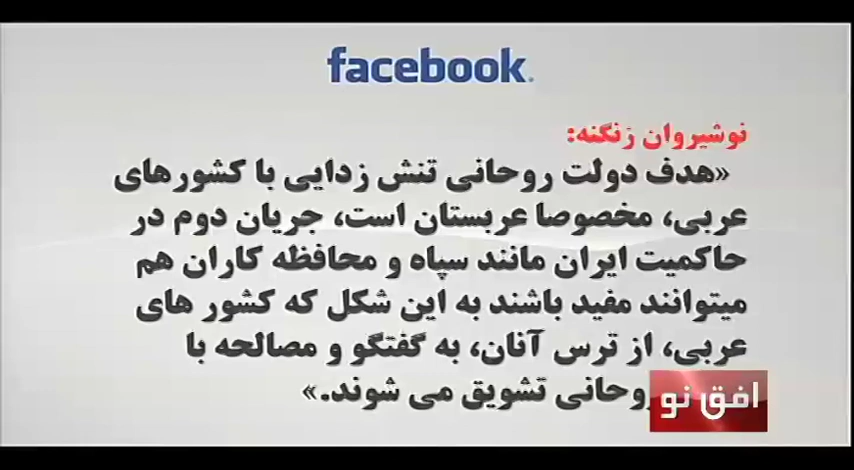 facebook.
نوشیروان زنگنه:
«هدف دولت روحانی تنش زدایی با کشورهای
عربی، مخصوصا عربستان است، جریان دوم در
حاکمیت ایران مانند سپاه و محافظه کاران هم
میتوانند مفید باشند به این شکل که کشور های
عربی، از ترس آنان، به گفتگو و مصالحه با
روحانی تشویق می شوند.»
افق نو